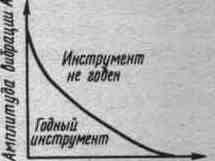 Амплитуда вибрации А
Инструмент
не годен
Годный
инструмент